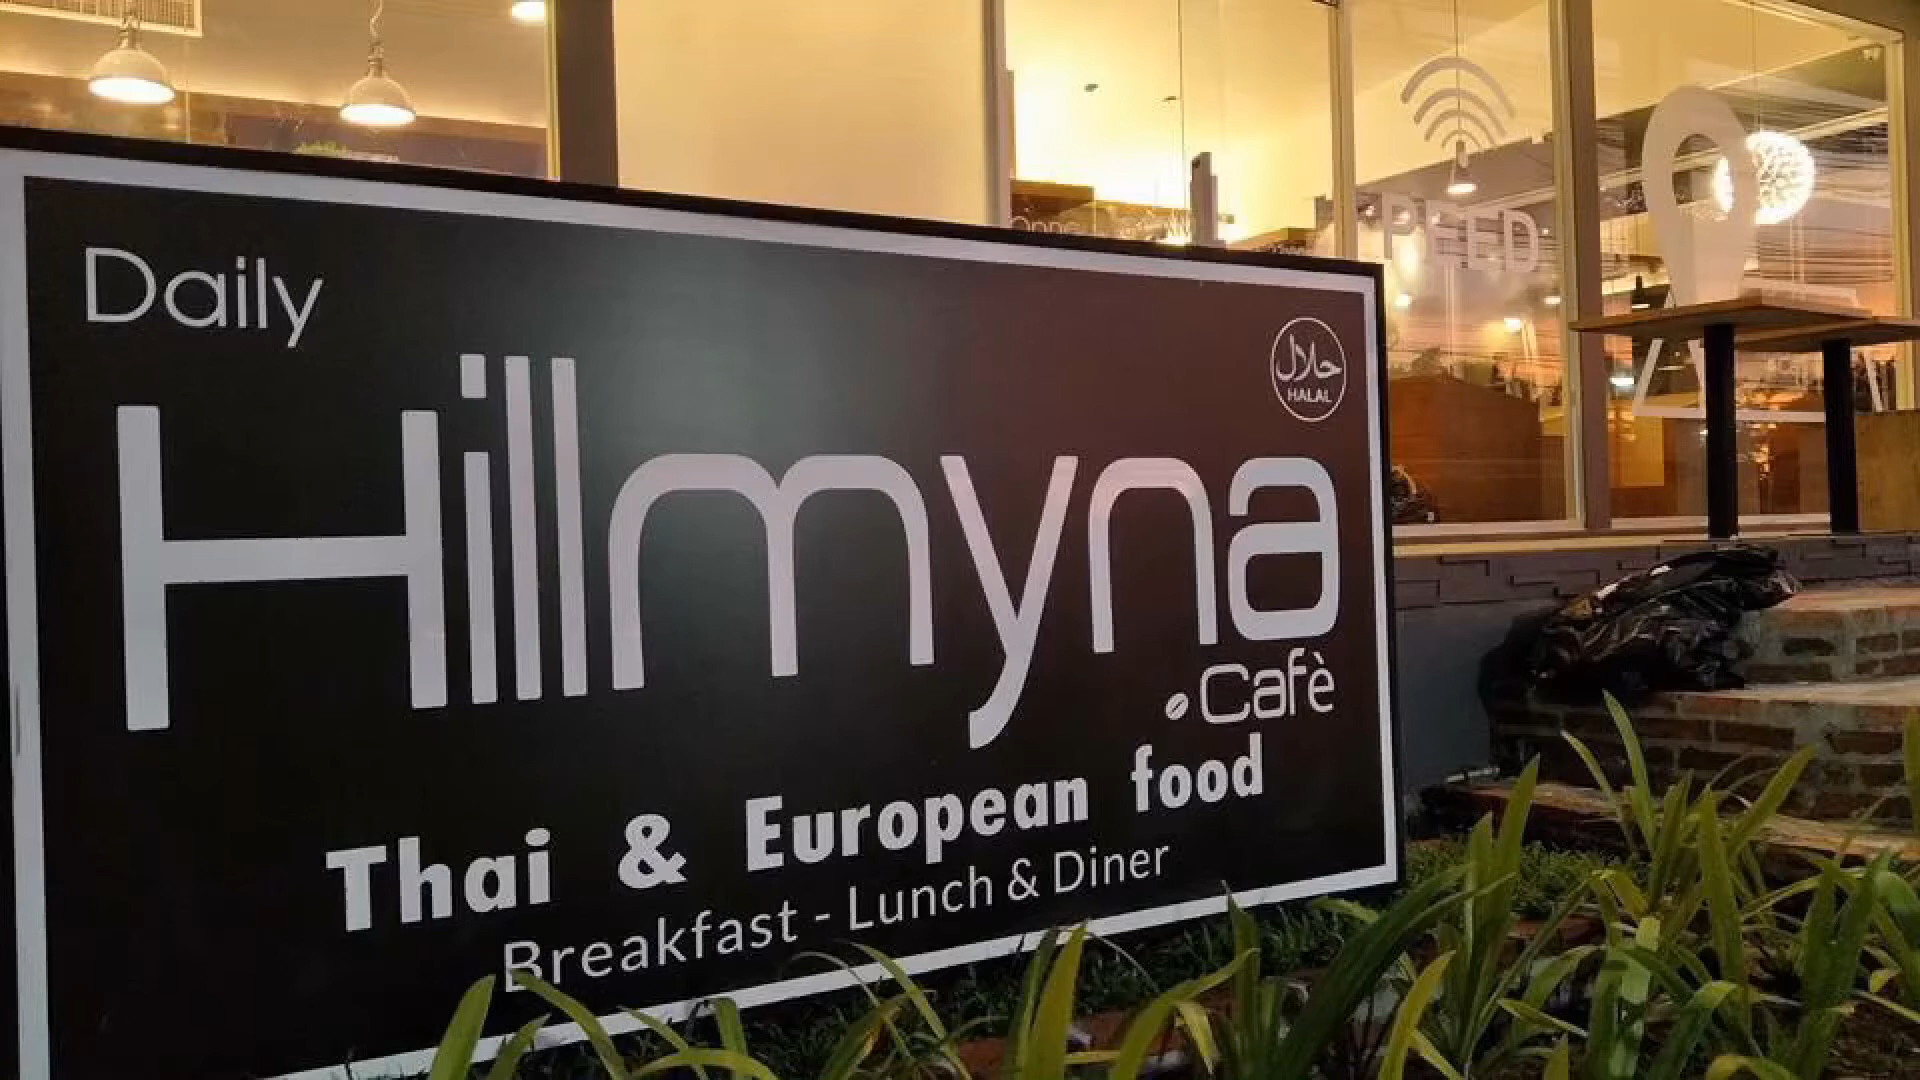 Daily
حلال
HALAL
Hillmyna
Cafè
Thai & European food
Breakfast - Lunch & Diner